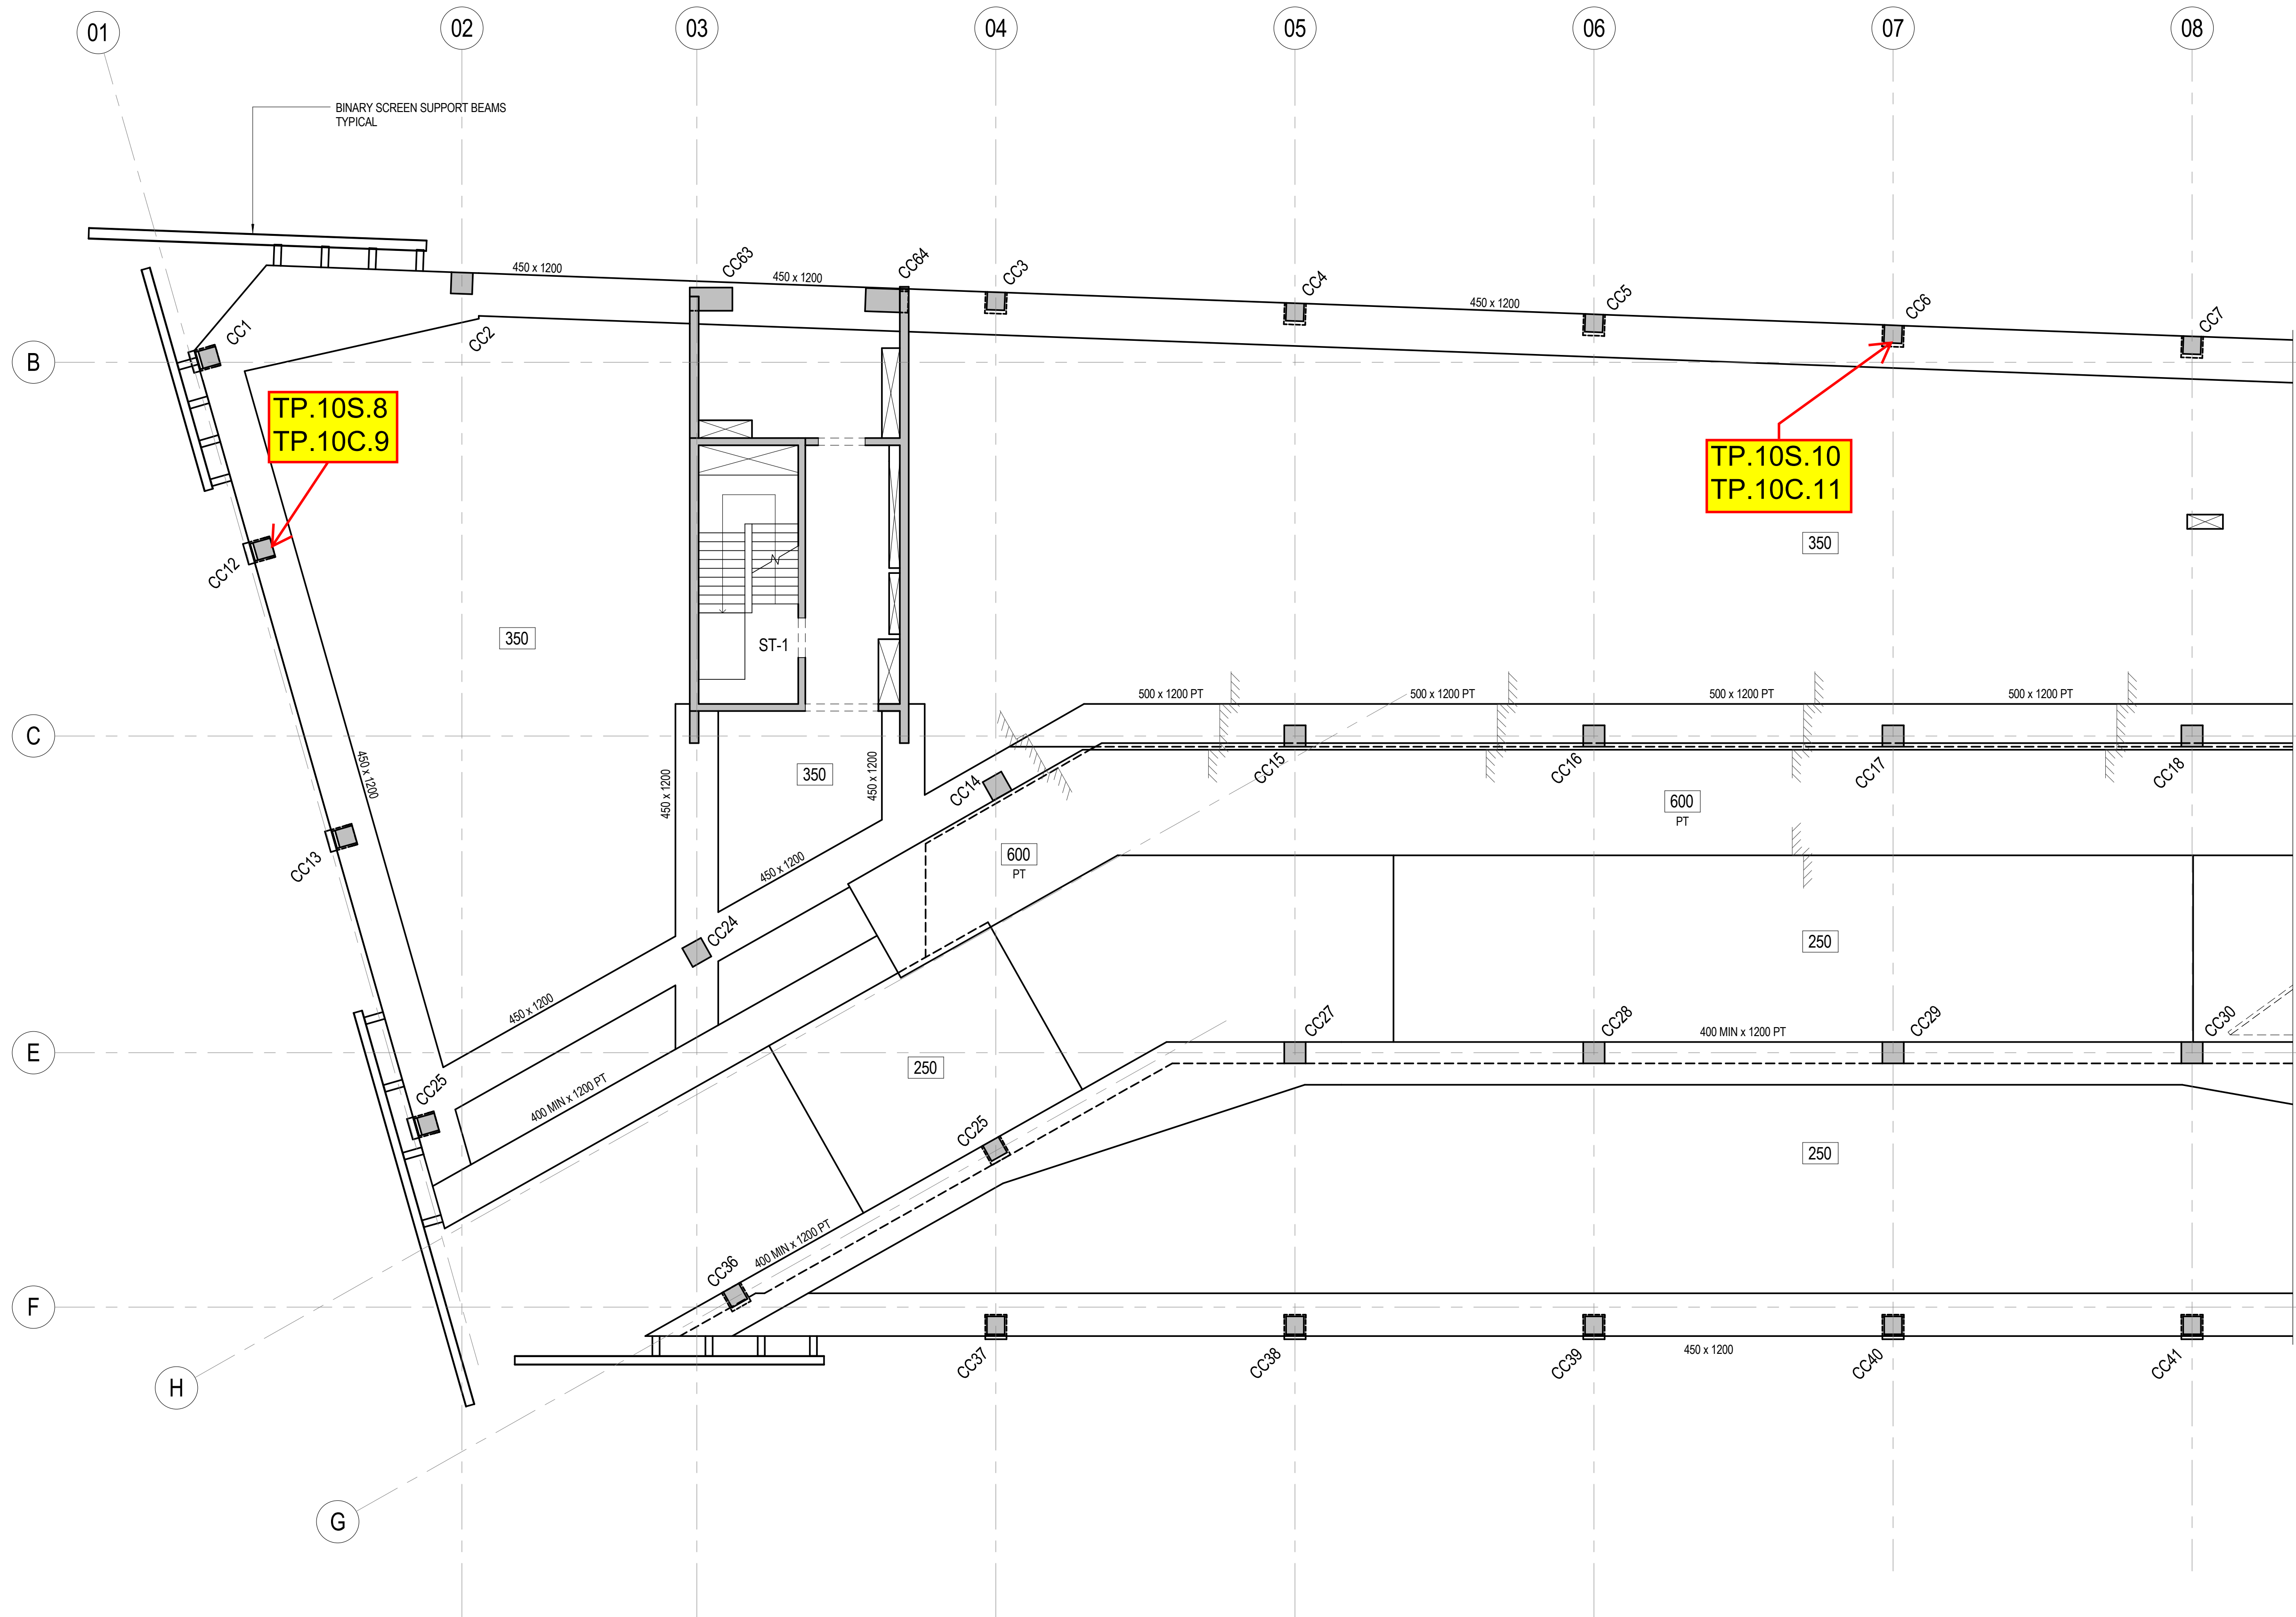 01
02
03
04
05
06
07
08
BINARY SCREEN SUPPORT BEAMS
TYPICAL
450 x 1200
CC63
450 x 1200
CC64
CC3
CC4
450 x 1200
CC5
CC6
CC7
CC1
CC2
B
TP.10S.8
TP.10C.9
TP.10S.10
TP.10C.11
CC12
350
350
ST-1
500 x 1200 PT
500 x 1200 PT
500 x 1200 PT
500 x 1200 PT
C
450 x 1200
450 x 1200
350
450 x 1200
CC14
CC15
CC16
CC17
CC18
600
PT
CC13
450 x 1200
600
PT
CC24
250
450 x 1200
CC27
CC28
400 MIN x 1200 PT
CC29
CC30
E
CC25
400 MIN x 1200 PT
250
CC25
250
CC36
400 MIN x 1200 PT
F
CC37
CC38
CC39
450 x 1200
CC40
CC41
H
G